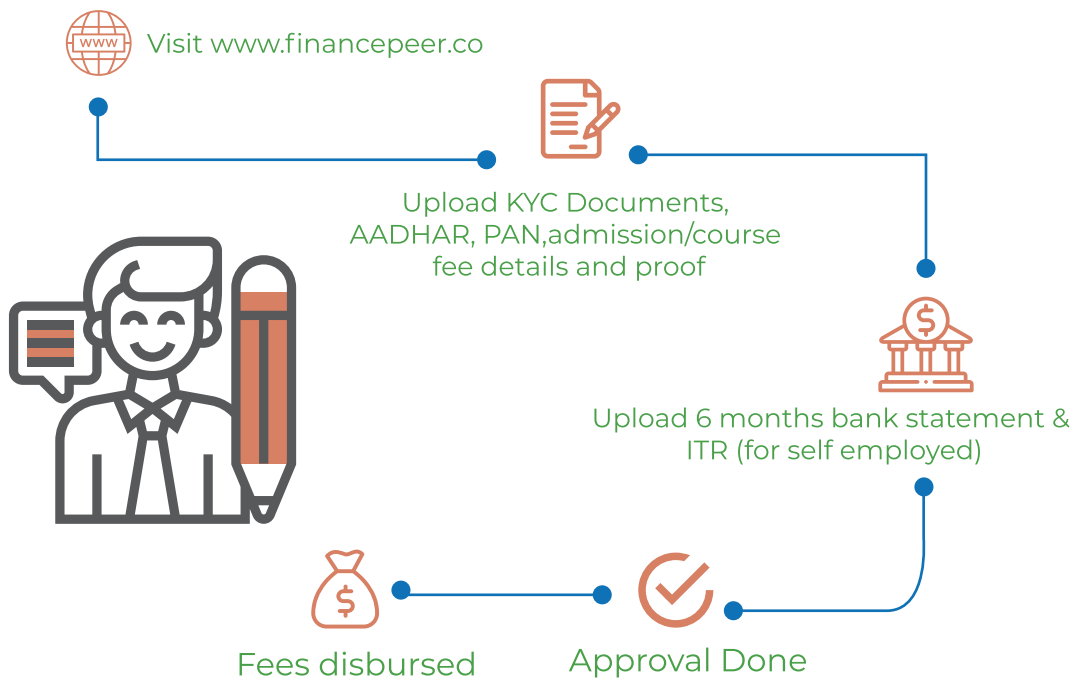 www
Visit www.financepeer.co
Upload KYC Documents,
AADHAR, PAN,admission/course
fee details and proof
$
Upload 6 months bank statement &
ITR (for self employed)
$
Fees disbursed
Approval Done